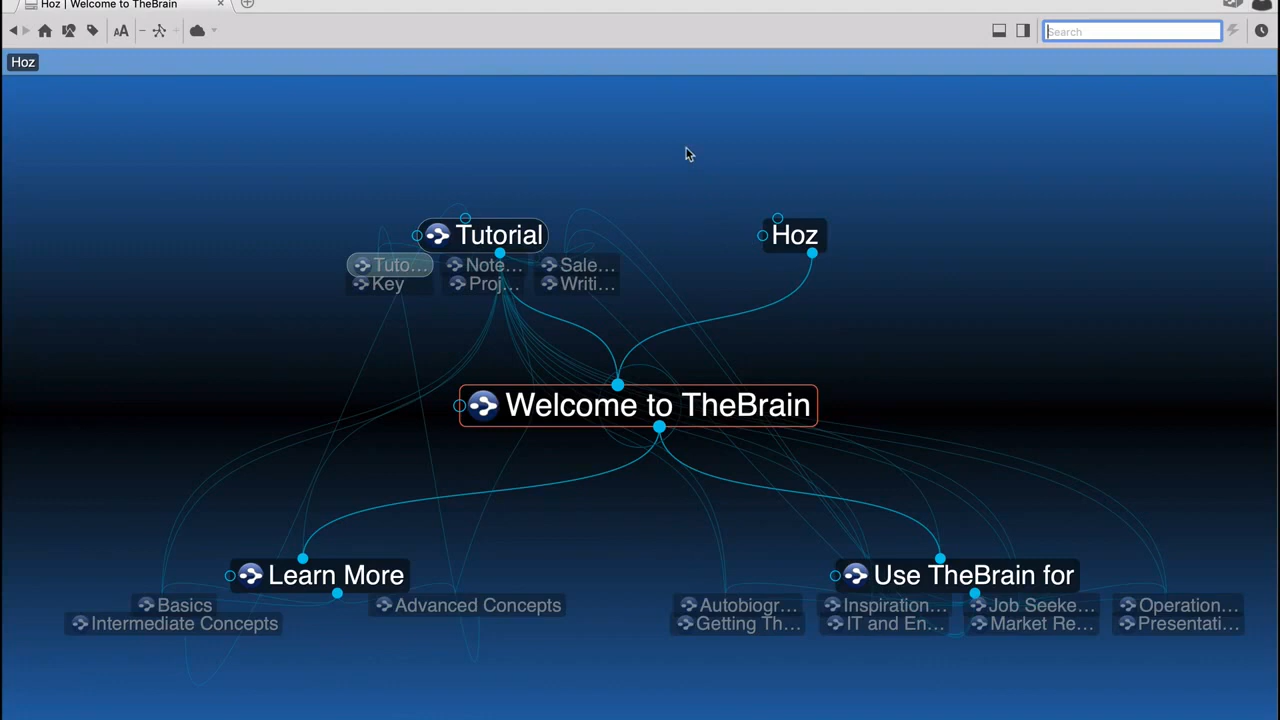 Hoz | Welcome to TheBrain
AA
Search
Hoz
Tutorial
Hoz
Tuto...
Note...
Sale...
Key
Proj...
Writi...
Welcome to TheBrain
Learn More
Use TheBrain for
Basics
Advanced Concepts
Intermediate Concepts
Autobiogr...
Inspiration...
Job Seeke...
Operation...
Getting Th...
IT and En...
Market Re...
Presentati...